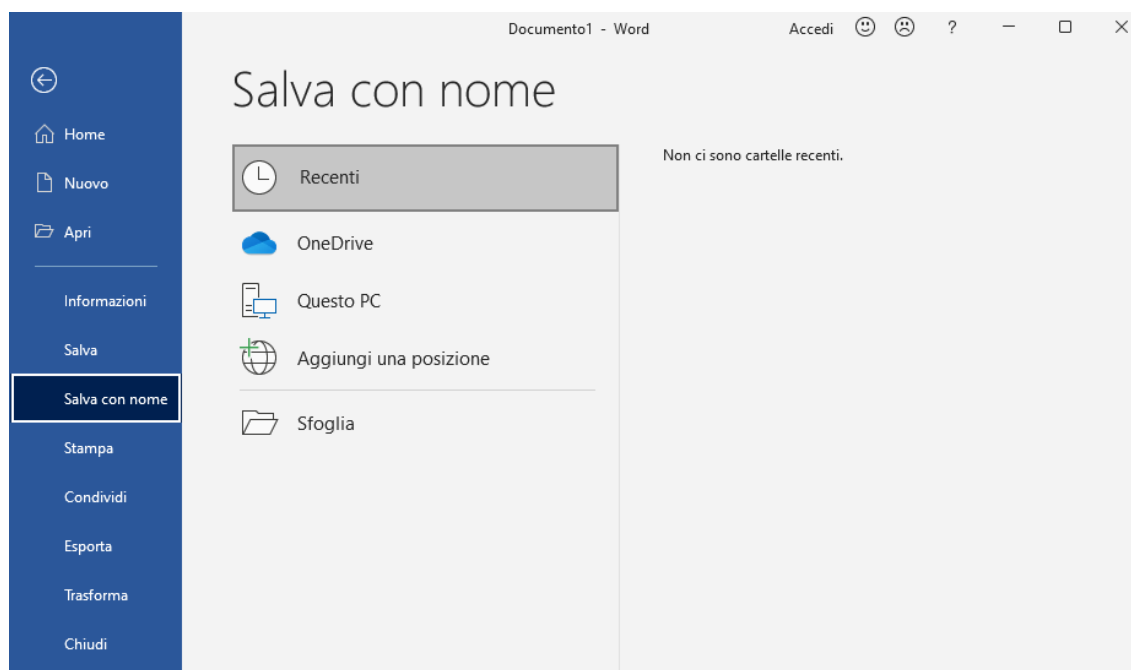 Documento1 - Word
Accedi
?
Salva con nome
Home
Nuovo
Apri
Informazioni
Salva
Salva con nome
Stampa
Condividi
Esporta
Trasforma
Chiudi
Recenti
OneDrive
Questo PC
Aggiungi una posizione
Sfoglia
Non ci sono cartelle recenti.